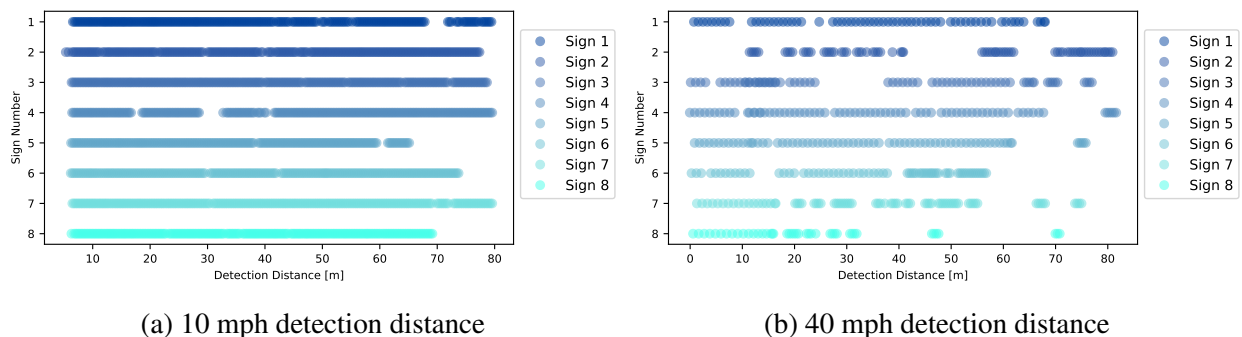 1
2
3
4
5
6
7
8
Sign Number
10 20 30 40 50 60 70 80
Detection Distance [m]
Sign 1
Sign 2
Sign 3
Sign 4
Sign 5
Sign 6
Sign 7
Sign 8
(a) 10 mph detection distance
1
2
3
4
5
6
7
8
Sign Number
0 10 20 30 40 50 60 70 80
Detection Distance [m]
Sign 1
Sign 2
Sign 3
Sign 4
Sign 5
Sign 6
Sign 7
Sign 8
(b) 40 mph detection distance